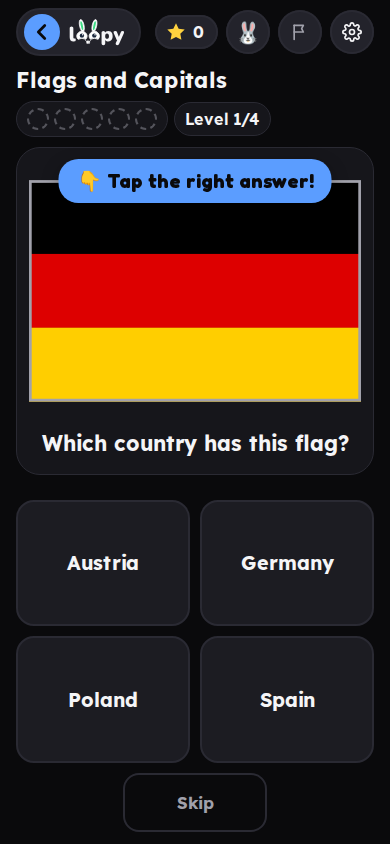 loopy
0
Flags and Capitals
Level 1/4
Tap the right answer!
Which country has this flag?
Austria
Germany
Poland
Spain
Skip